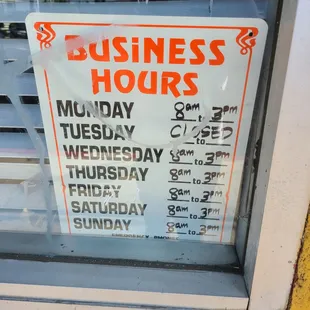 BUSiNESS
HOURS
MONDAY 8am to 3pm
TUESDAY CLOSED to
WEDNESDAY 8am to 3pm
THURSDAY 8am to 3pm
FRIDAY 8am to 3pm
SATURDAY 8am to 3pm
SUNDAY 8am to 3pm